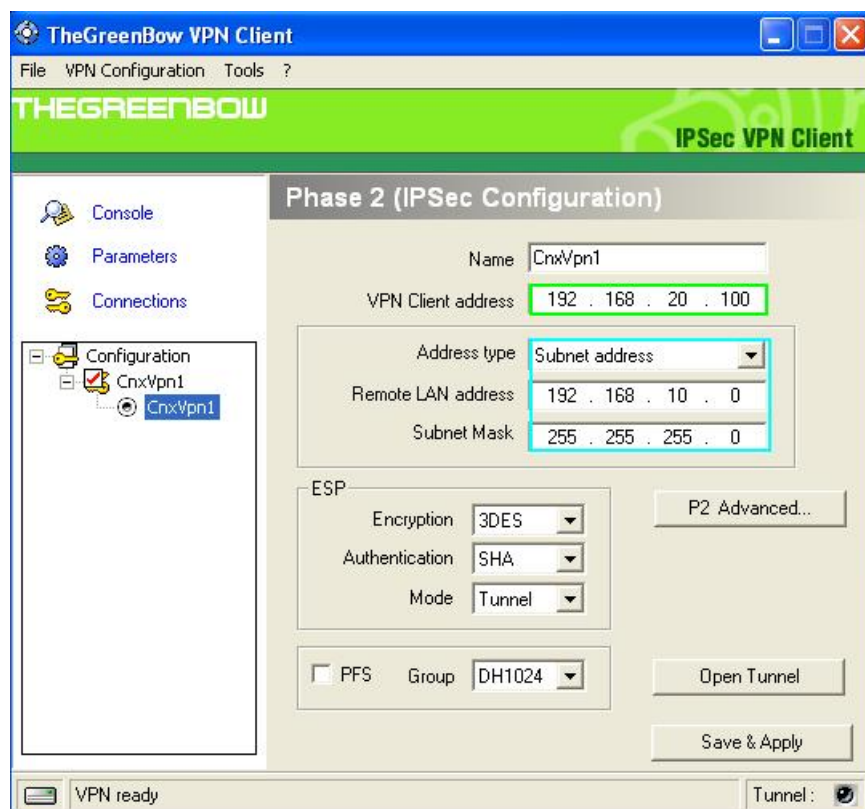 TheGreenBow VPN Client
File VPN Configuration Tools ?
THEGREENBOW
IPSec VPN Client
Console
Parameters
Connections
Configuration
CnxVpn1
CnxVpn1
Phase 2 (IPSec Configuration)
Name CnxVpn1
VPN Client address 192 . 168 . 20 . 100
Address type Subnet address
Remote LAN address 192 . 168 . 10 . 0
Subnet Mask 255 . 255 . 255 . 0
ESP
Encryption 3DES
Authentication SHA
Mode Tunnel
P2 Advanced...
PFS Group DH1024
Open Tunnel
Save & Apply
VPN ready
Tunnel :